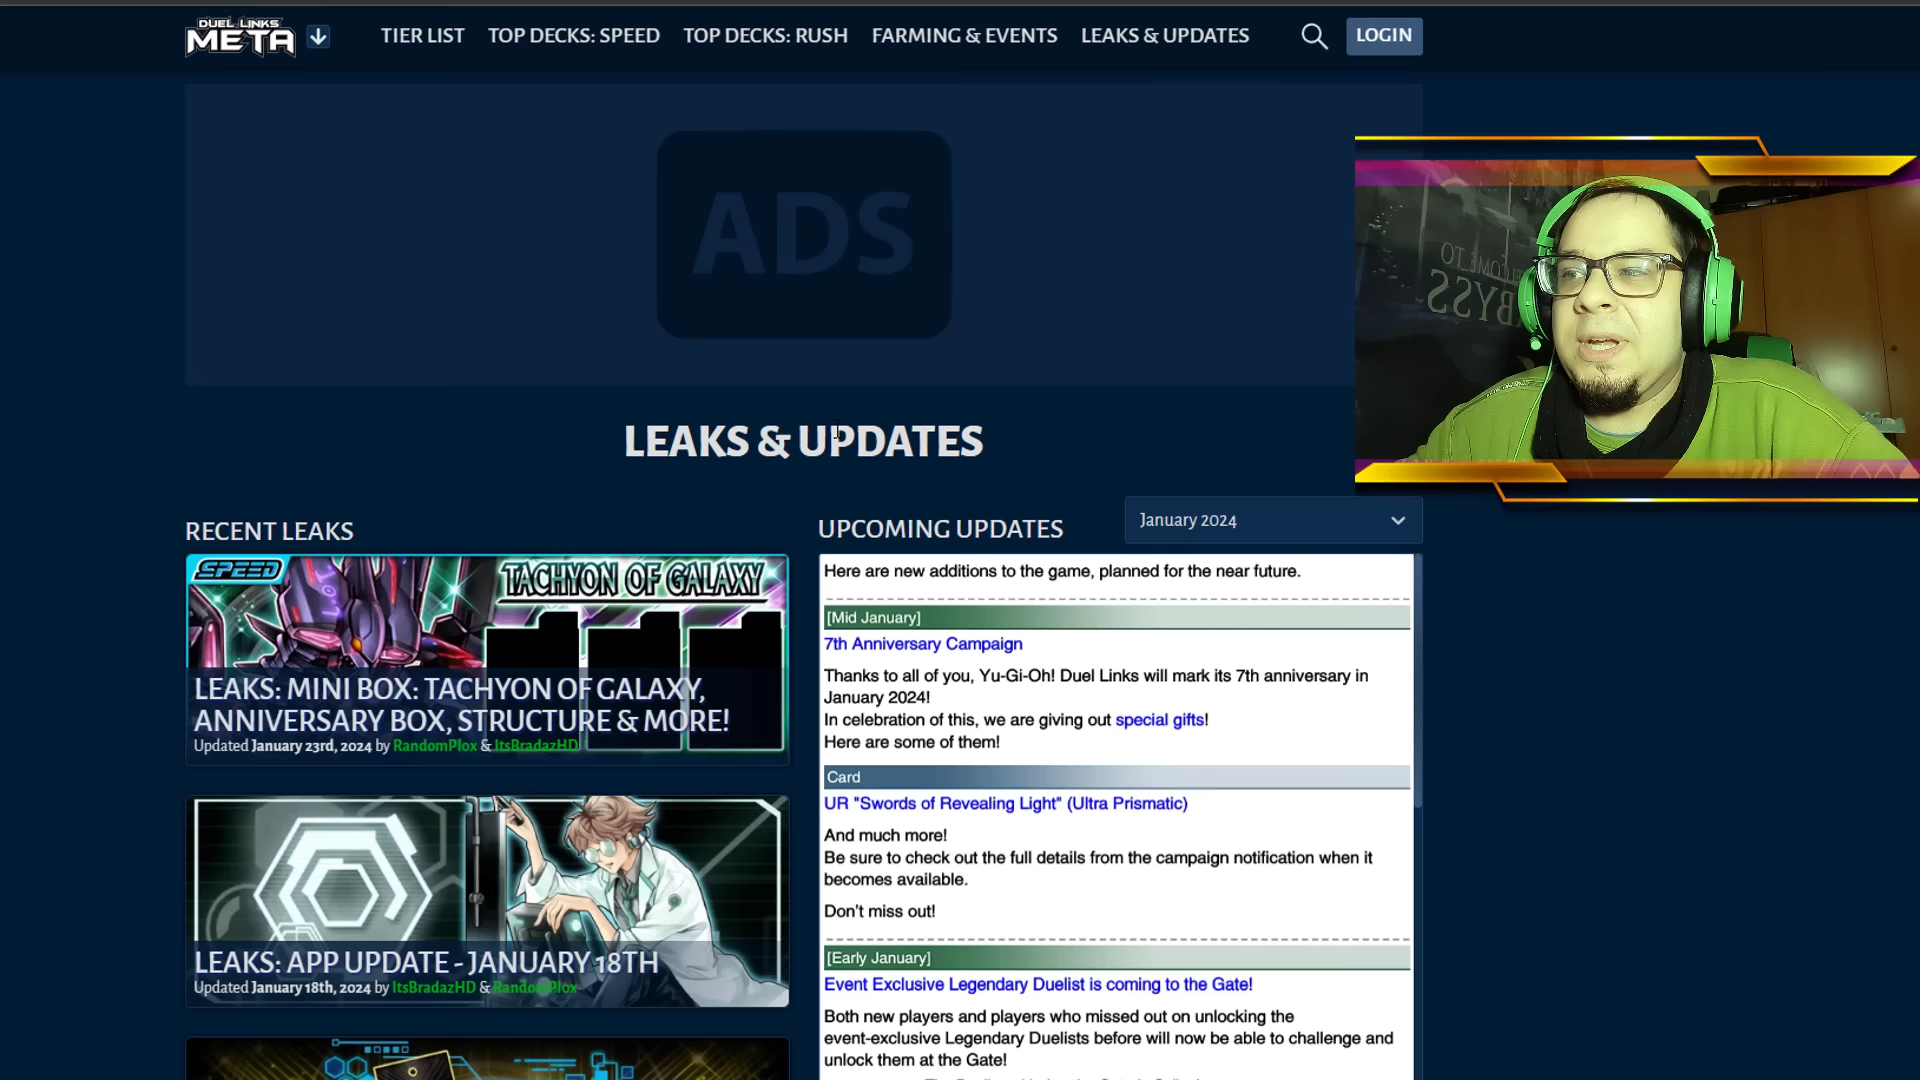 DUEL LINKS
META
TIER LIST
TOP DECKS: SPEED
TOP DECKS: RUSH
FARMING & EVENTS
LEAKS & UPDATES
LOGIN
ADS
LEAKS & UPDATES
RECENT LEAKS
SPEED
TACHYON OF GALAXY
LEAKS: MINI BOX: TACHYON OF GALAXY,
ANNIVERSARY BOX, STRUCTURE & MORE!
Updated January 23rd, 2024 by RandomPlox & ItsBradazHD
LEAKS: APP UPDATE - JANUARY 18TH
Updated January 18th, 2024 by ItsBradazHD & RandomPlox
UPCOMING UPDATES
January 2024
Here are new additions to the game, planned for the near future.
[Mid January]
7th Anniversary Campaign
Thanks to all of you, Yu-Gi-Oh! Duel Links will mark its 7th anniversary in
January 2024!
In celebration of this, we are giving out special gifts!
Here are some of them!
Card
UR "Swords of Revealing Light" (Ultra Prismatic)
And much more!
Be sure to check out the full details from the campaign notification when it
becomes available.
Don't miss out!
[Early January]
Event Exclusive Legendary Duelist is coming to the Gate!
Both new players and players who missed out on unlocking the
event-exclusive Legendary Duelists before will now be able to challenge and
unlock them at the Gate!